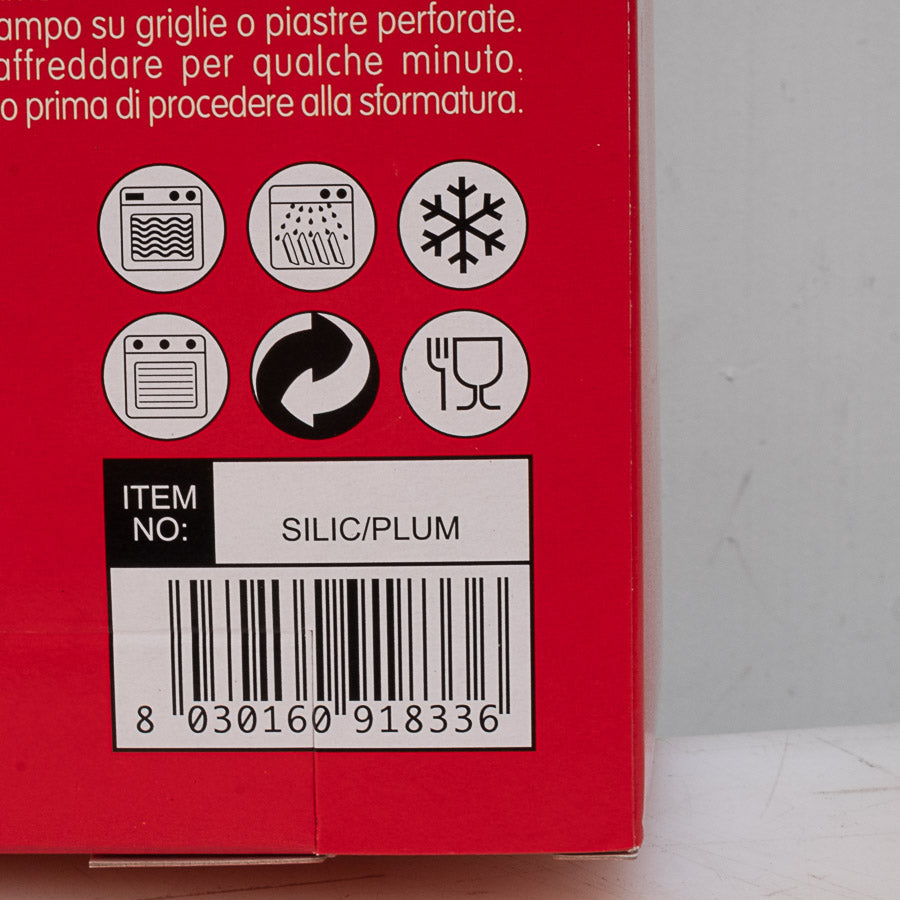 ampo su griglie o piastre perforate.
affreddare per qualche minuto.
o prima di procedere alla sformatura.
ITEM
NO:
SILIC/PLUM
8 030160 918336